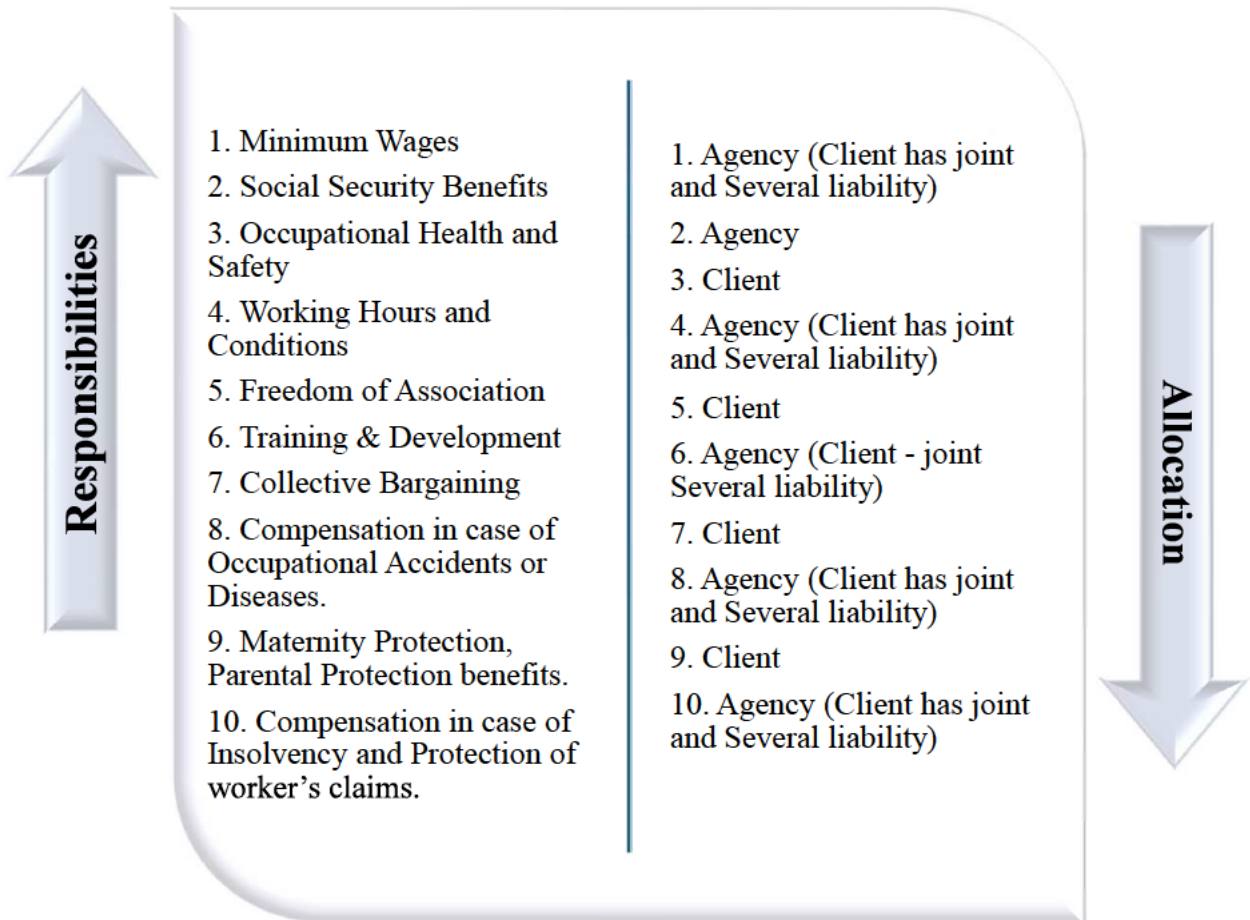 Responsibilities
1. Minimum Wages
2. Social Security Benefits
3. Occupational Health and
Safety
4. Working Hours and
Conditions
5. Freedom of Association
6. Training & Development
7. Collective Bargaining
8. Compensation in case of
Occupational Accidents or
Diseases.
9. Maternity Protection,
Parental Protection benefits.
10. Compensation in case of
Insolvency and Protection of
worker’s claims.
1. Agency (Client has joint
and Several liability)
2. Agency
3. Client
4. Agency (Client has joint
and Several liability)
5. Client
6. Agency (Client - joint
Several liability)
7. Client
8. Agency (Client has joint
and Several liability)
9. Client
10. Agency (Client has joint
and Several liability)
Allocation